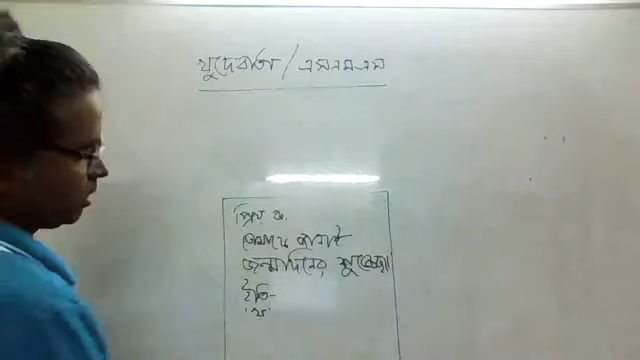 খুদেবার্তা / এসএমএস
প্রিয় ক.
তোমাকে জানাই
জন্মদিনের শুভেচ্ছা
ইতি-
'খ'